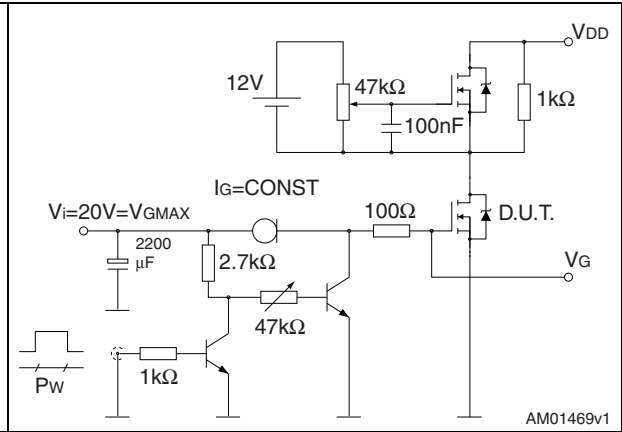 VDD
12V
47kΩ
1kΩ
100nF
IG=CONST
Vi=20V=VGMAX
100Ω
D.U.T.
2200
μF
2.7kΩ
VG
47kΩ
1kΩ
PW
AM01469v1